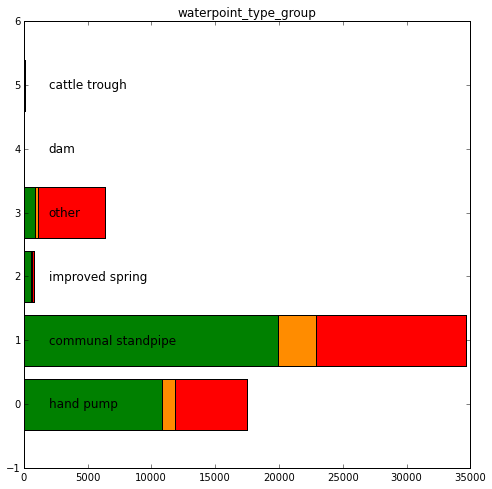 waterpoint_type_group
6
5
cattle trough
4
dam
3
other
2
improved spring
1
communal standpipe
0
hand pump
−1
0 5000 10000 15000 20000 25000 30000 35000